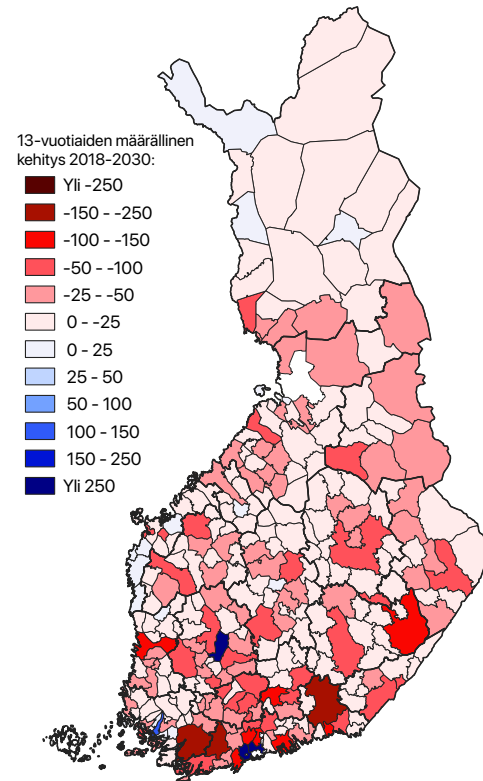 13-vuotiaiden määrällinen
kehitys 2018-2030:
Yli -250
-150 - -250
-100 - -150
-50 - -100
-25 - -50
0 - -25
0 - 25
25 - 50
50 - 100
100 - 150
150 - 250
Yli 250